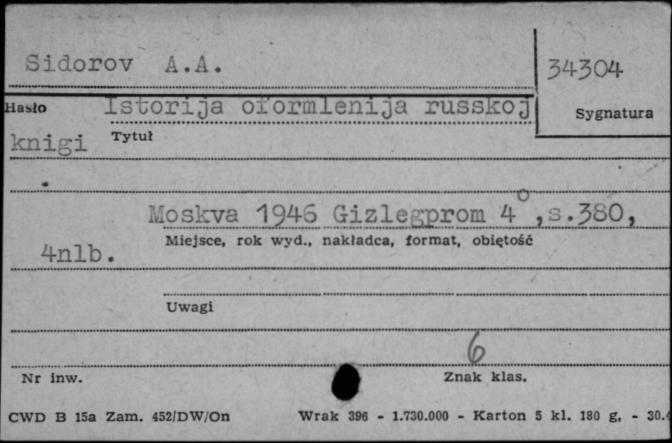 Sidorov A.A.
34304
Hasło
Istorija oformlenija russkoj
Sygnatura
knigi
Tytuł
Moskva 1946 Gizlegprom 4°,s.380,
Miejsce, rok wyd., nakładca, format, objętość
4nlb.
Uwagi
6
Nr inw.
Znak klas.
CWD B 15a Zam. 452/DW/On Wrak 396 - 1.730.000 - Karton 5 kl. 180 g, - 30.4